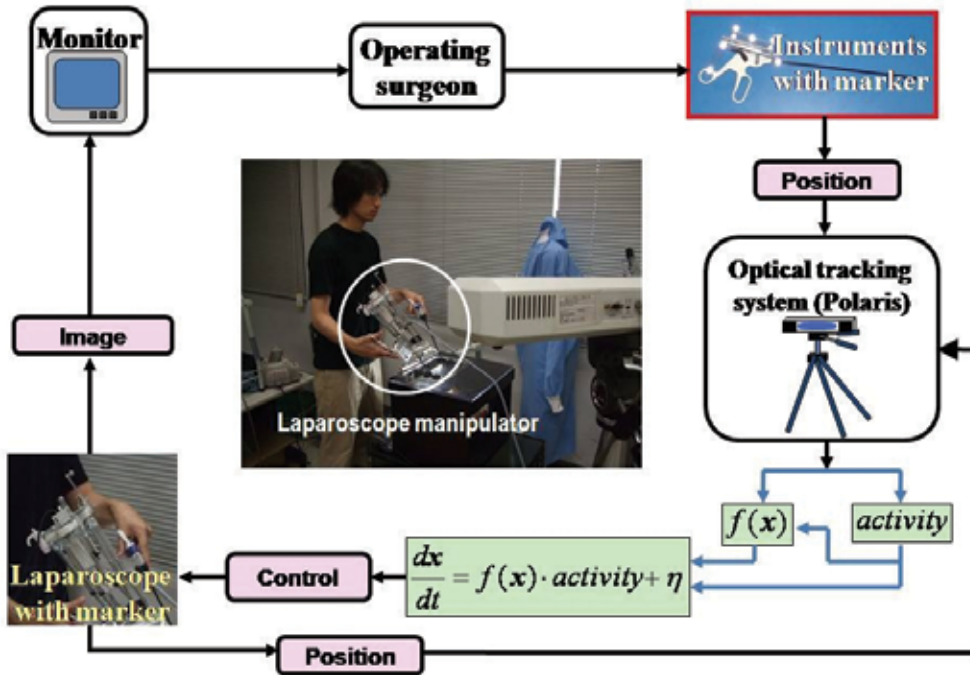 Monitor
Operating
surgeon
Instruments
with marker
Position
Optical tracking
system (Polaris)
Image
Laparoscope manipulator
f(x)
activity
dx/dt = f(x) · activity + η
Control
Laparoscope
with marker
Position